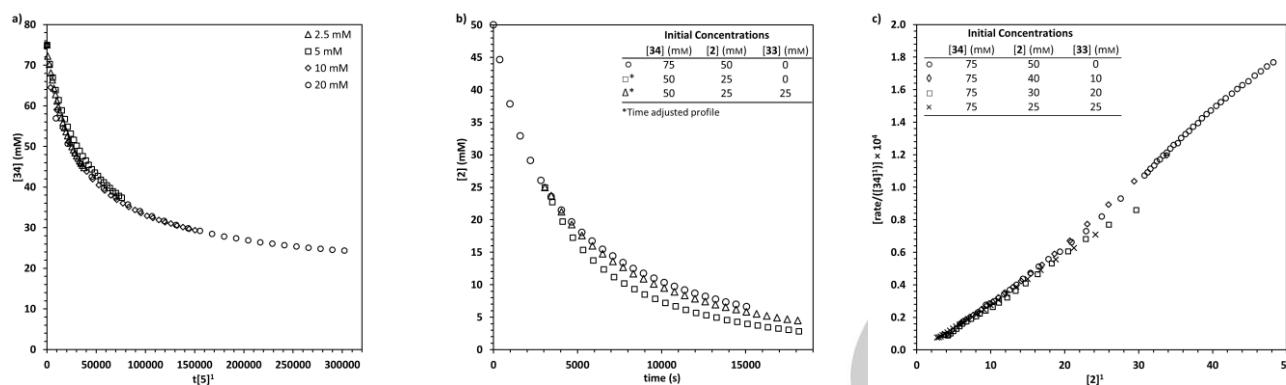 a)
80
70
60
50
40
30
20
10
0
[34] (mM)
△ 2.5 mM
□ 5 mM
◇ 10 mM
○ 20 mM
0 50000 100000 150000 200000 250000 300000
t[5]¹
b)
50
45
40
35
30
25
20
15
10
5
0
[2] (mM)
Initial Concentrations
[34] (mM) [2] (mM) [33] (mM)
○ 75 50 0
□* 50 25 0
△* 50 25 25
*Time adjusted profile
0 5000 10000 15000
time (s)
c)
2.0
1.8
1.6
1.4
1.2
1.0
0.8
0.6
0.4
0.2
0
[rate/([34]¹)] × 10⁴
Initial Concentrations
[34] (mM) [2] (mM) [33] (mM)
○ 75 50 0
◇ 75 40 10
□ 75 30 20
× 75 25 25
0 10 20 30 40
[2]¹